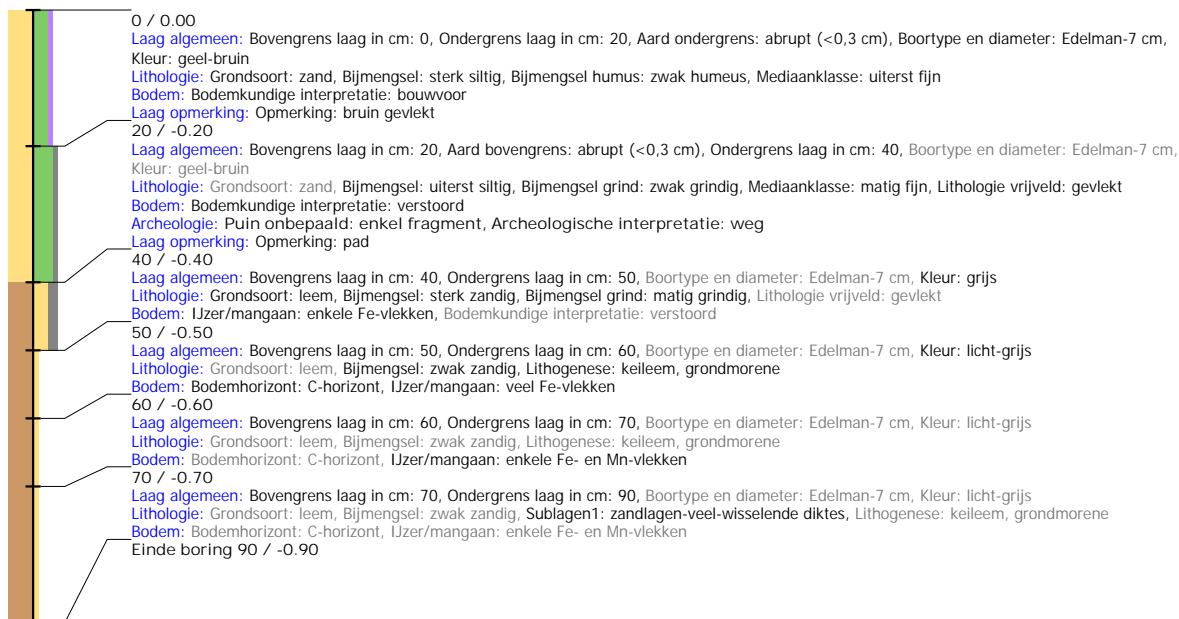 0 / 0.00
Laag algemeen: Bovengrens laag in cm: 0, Ondergrens laag in cm: 20, Aard ondergrens: abrupt (<0,3 cm), Boortype en diameter: Edelman-7 cm,
Kleur: geel-bruin
Lithologie: Grondsoort: zand, Bijmengsel: sterk siltig, Bijmengsel humus: zwak humeus, Mediaanklasse: uiterst fijn
Bodem: Bodemkundige interpretatie: bouwvoor
Laag opmerking: Opmerking: bruin gevlekt
20 / -0.20
Laag algemeen: Bovengrens laag in cm: 20, Aard bovengrens: abrupt (<0,3 cm), Ondergrens laag in cm: 40, Boortype en diameter: Edelman-7 cm,
Kleur: geel-bruin
Lithologie: Grondsoort: zand, Bijmengsel: uiterst siltig, Bijmengsel grind: zwak grindig, Mediaanklasse: matig fijn, Lithologie vrijveld: gevlekt
Bodem: Bodemkundige interpretatie: verstoord
Archeologie: Puin onbepaald: enkel fragment, Archeologische interpretatie: weg
Laag opmerking: Opmerking: pad
40 / -0.40
Laag algemeen: Bovengrens laag in cm: 40, Ondergrens laag in cm: 50, Boortype en diameter: Edelman-7 cm, Kleur: grijs
Lithologie: Grondsoort: leem, Bijmengsel: sterk zandig, Bijmengsel grind: matig grindig, Lithologie vrijveld: gevlekt
Bodem: IJzer/mangaan: enkele Fe-vlekken, Bodemkundige interpretatie: verstoord
50 / -0.50
Laag algemeen: Bovengrens laag in cm: 50, Ondergrens laag in cm: 60, Boortype en diameter: Edelman-7 cm, Kleur: licht-grijs
Lithologie: Grondsoort: leem, Bijmengsel: zwak zandig, Lithogenese: keileem, grondmorene
Bodem: Bodemhorizont: C-horizont, IJzer/mangaan: veel Fe-vlekken
60 / -0.60
Laag algemeen: Bovengrens laag in cm: 60, Ondergrens laag in cm: 70, Boortype en diameter: Edelman-7 cm, Kleur: licht-grijs
Lithologie: Grondsoort: leem, Bijmengsel: zwak zandig, Lithogenese: keileem, grondmorene
Bodem: Bodemhorizont: C-horizont, IJzer/mangaan: enkele Fe- en Mn-vlekken
70 / -0.70
Laag algemeen: Bovengrens laag in cm: 70, Ondergrens laag in cm: 90, Boortype en diameter: Edelman-7 cm, Kleur: licht-grijs
Lithologie: Grondsoort: leem, Bijmengsel: zwak zandig, Sublagen1: zandlagen-veel-wisselende diktes, Lithogenese: keileem, grondmorene
Bodem: Bodemhorizont: C-horizont, IJzer/mangaan: enkele Fe- en Mn-vlekken
Einde boring 90 / -0.90